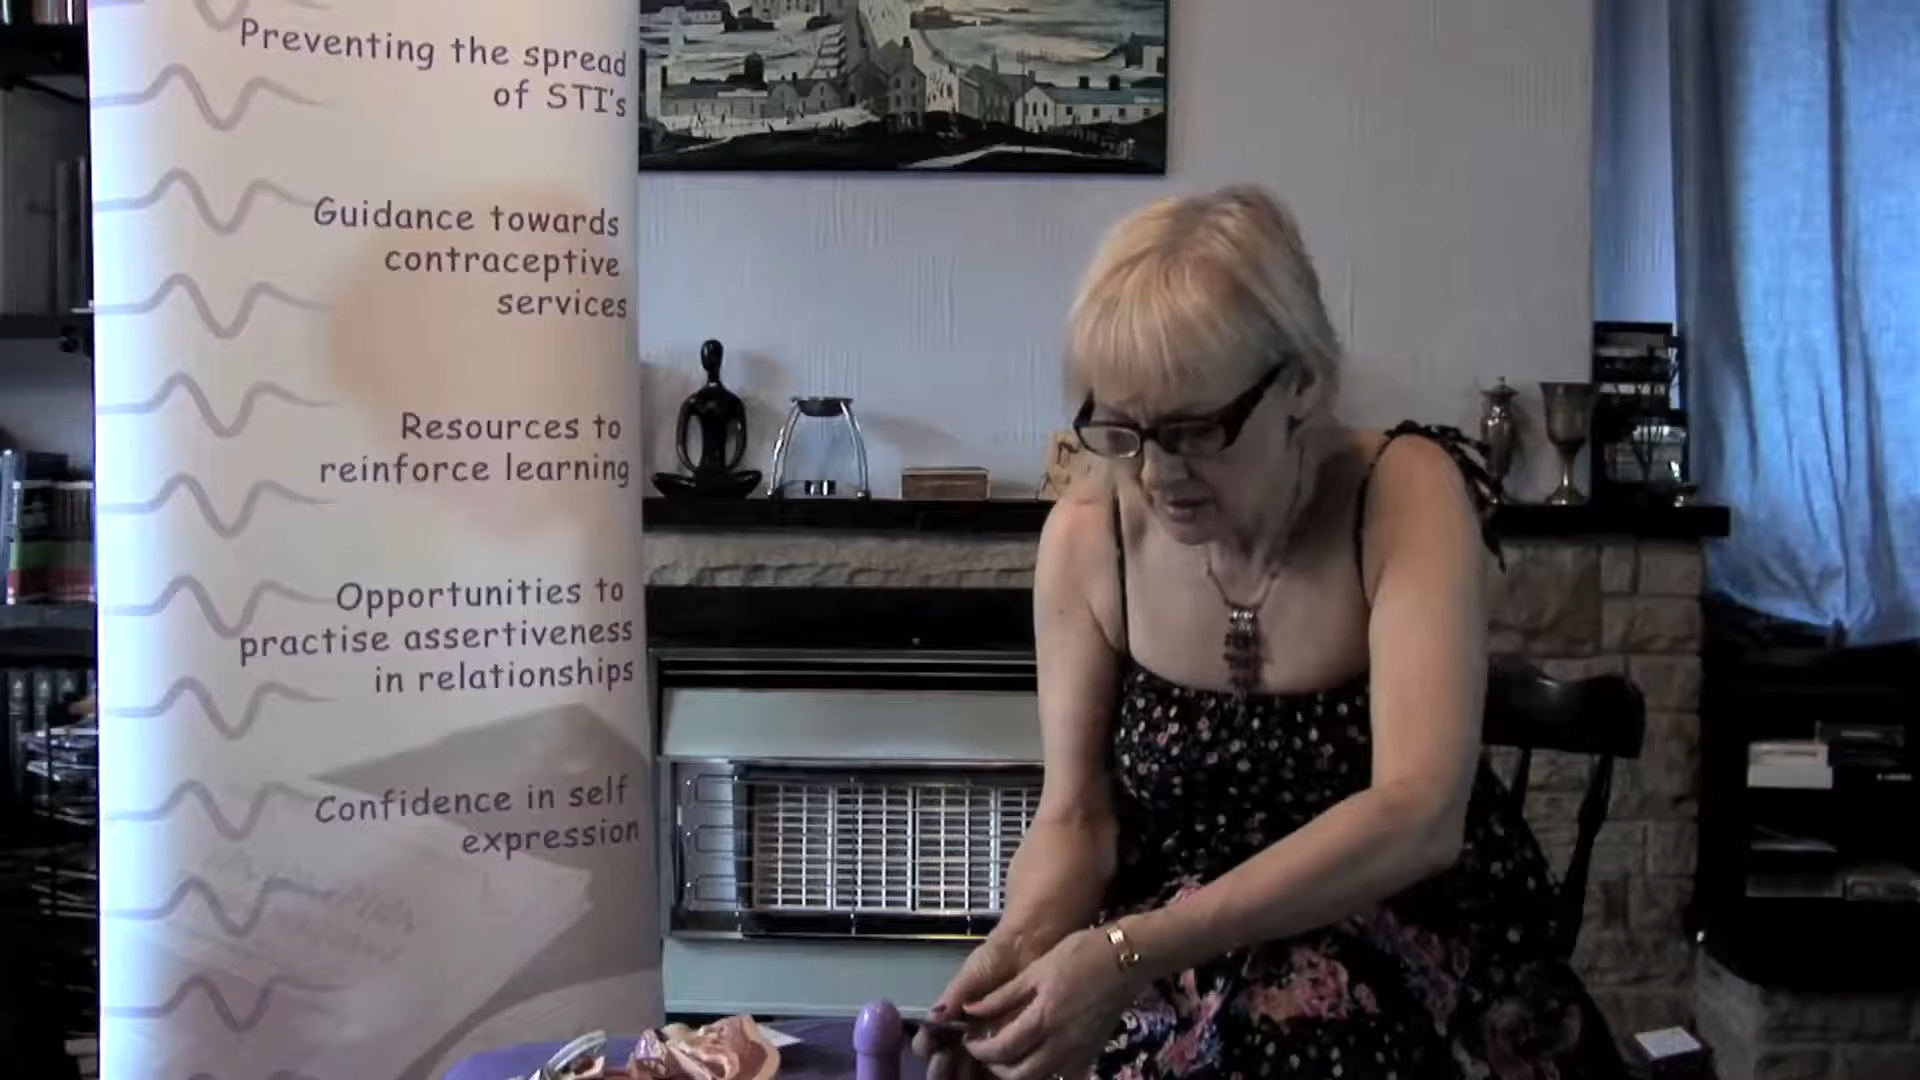 Preventing the spread
of STI's
Guidance towards
contraceptive
services
Resources to
reinforce learning
Opportunities to
practise assertiveness
in relationships
Confidence in self
expression